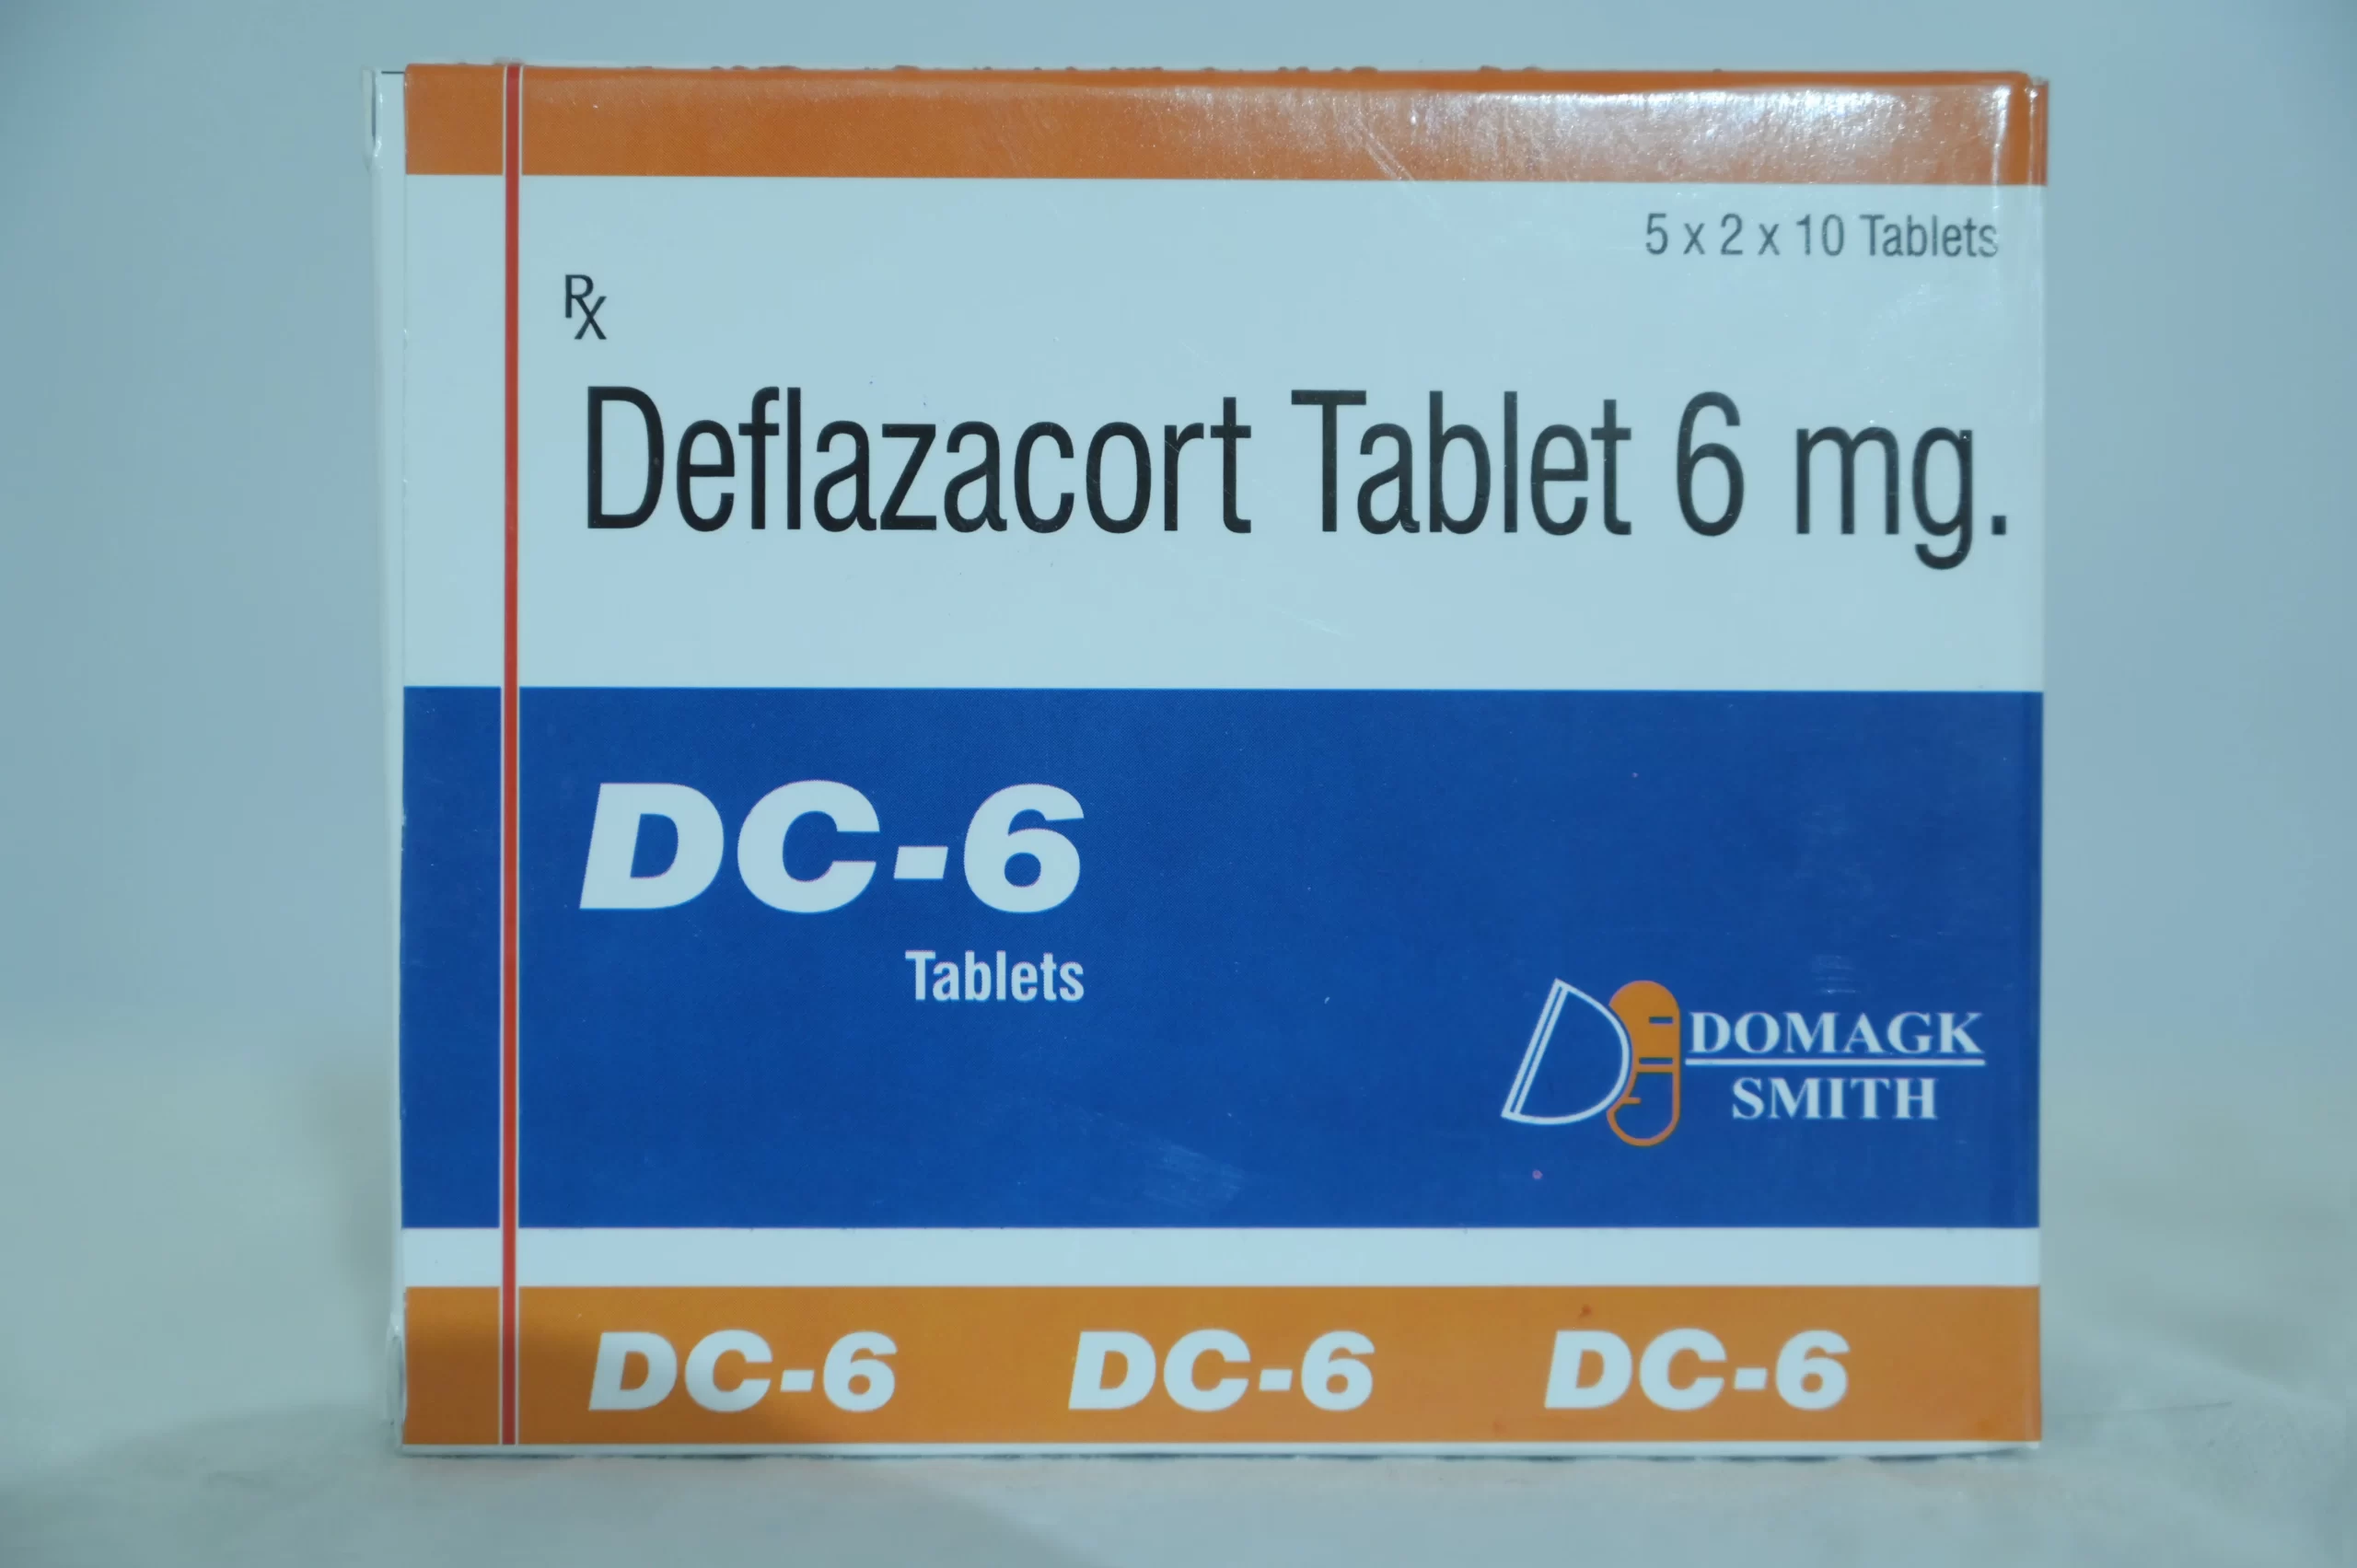 5 x 2 x 10 Tablets
Rx
Deflazacort Tablet 6 mg.
DC-6
Tablets
DOMAGK
SMITH
DC-6 DC-6 DC-6